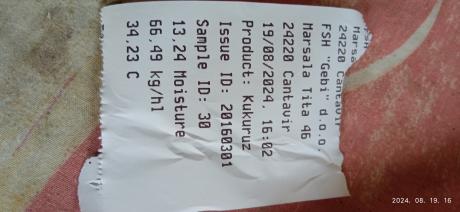 24220 Cantavir
FSH "Gebi" d.o.o.
Marsala Tita 46
24220 Cantavir
19/08/2024. 16:02
Product: Kukuruz
Issue ID: 20160301
Sample ID: 30
13,24 Moisture
66,49 kg/hl
34,23 C
2024. 08. 19. 16